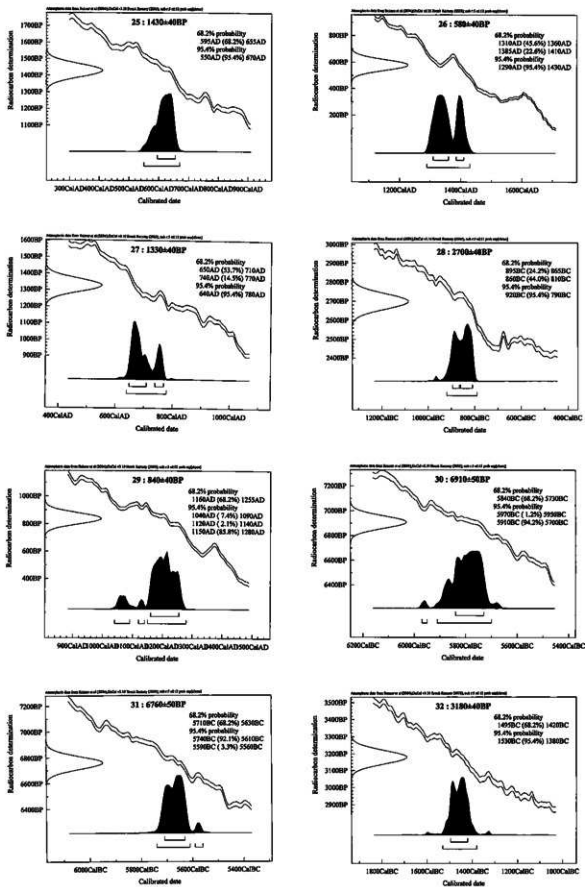 25 : 1430±40BP
68.2% probability
595AD (68.2%) 655AD
95.4% probability
550AD (95.4%) 670AD
Radiocarbon determination
1700BP
1600BP
1500BP
1400BP
1300BP
1200BP
1100BP
300CalAD 400CalAD 500CalAD 600CalAD 700CalAD 800CalAD 900CalAD
Calibrated date
26 : 580±40BP
68.2% probability
1310AD (45.6%) 1360AD
1385AD (22.6%) 1410AD
95.4% probability
1290AD (95.4%) 1430AD
Radiocarbon determination
800BP
600BP
400BP
200BP
1200CalAD 1400CalAD 1600CalAD
Calibrated date
27 : 1330±40BP
68.2% probability
650AD (53.7%) 710AD
740AD (14.5%) 770AD
95.4% probability
640AD (95.4%) 780AD
Radiocarbon determination
1600BP
1500BP
1400BP
1300BP
1200BP
1100BP
1000BP
900BP
400CalAD 600CalAD 800CalAD 1000CalAD
Calibrated date
28 : 2700±40BP
68.2% probability
895BC (24.2%) 865BC
860BC (44.0%) 810BC
95.4% probability
920BC (95.4%) 790BC
Radiocarbon determination
3000BP
2900BP
2800BP
2700BP
2600BP
2500BP
2400BP
1200CalBC 1000CalBC 800CalBC 600CalBC 400CalBC
Calibrated date
29 : 840±40BP
68.2% probability
1160AD (68.2%) 1255AD
95.4% probability
1040AD ( 7.4%) 1090AD
1120AD ( 2.1%) 1140AD
1150AD (85.8%) 1280AD
Radiocarbon determination
1000BP
800BP
600BP
400BP
900CalAD 1000CalAD 1100CalAD 1200CalAD 1300CalAD 1400CalAD 1500CalAD
Calibrated date
30 : 6910±50BP
68.2% probability
5840BC (68.2%) 5730BC
95.4% probability
5970BC ( 1.2%) 5950BC
5910BC (94.2%) 5700BC
Radiocarbon determination
7200BP
7000BP
6800BP
6600BP
6400BP
6200CalBC 6000CalBC 5800CalBC 5600CalBC 5400CalBC
Calibrated date
31 : 6760±50BP
68.2% probability
5710BC (68.2%) 5630BC
95.4% probability
5740BC (92.1%) 5610BC
5590BC ( 3.3%) 5560BC
Radiocarbon determination
7200BP
7000BP
6800BP
6600BP
6400BP
6000CalBC 5800CalBC 5600CalBC 5400CalBC
Calibrated date
32 : 3180±40BP
68.2% probability
1495BC (68.2%) 1420BC
95.4% probability
1530BC (95.4%) 1380BC
Radiocarbon determination
3500BP
3400BP
3300BP
3200BP
3100BP
3000BP
2900BP
1800CalBC 1600CalBC 1400CalBC 1200CalBC 1000CalBC
Calibrated date